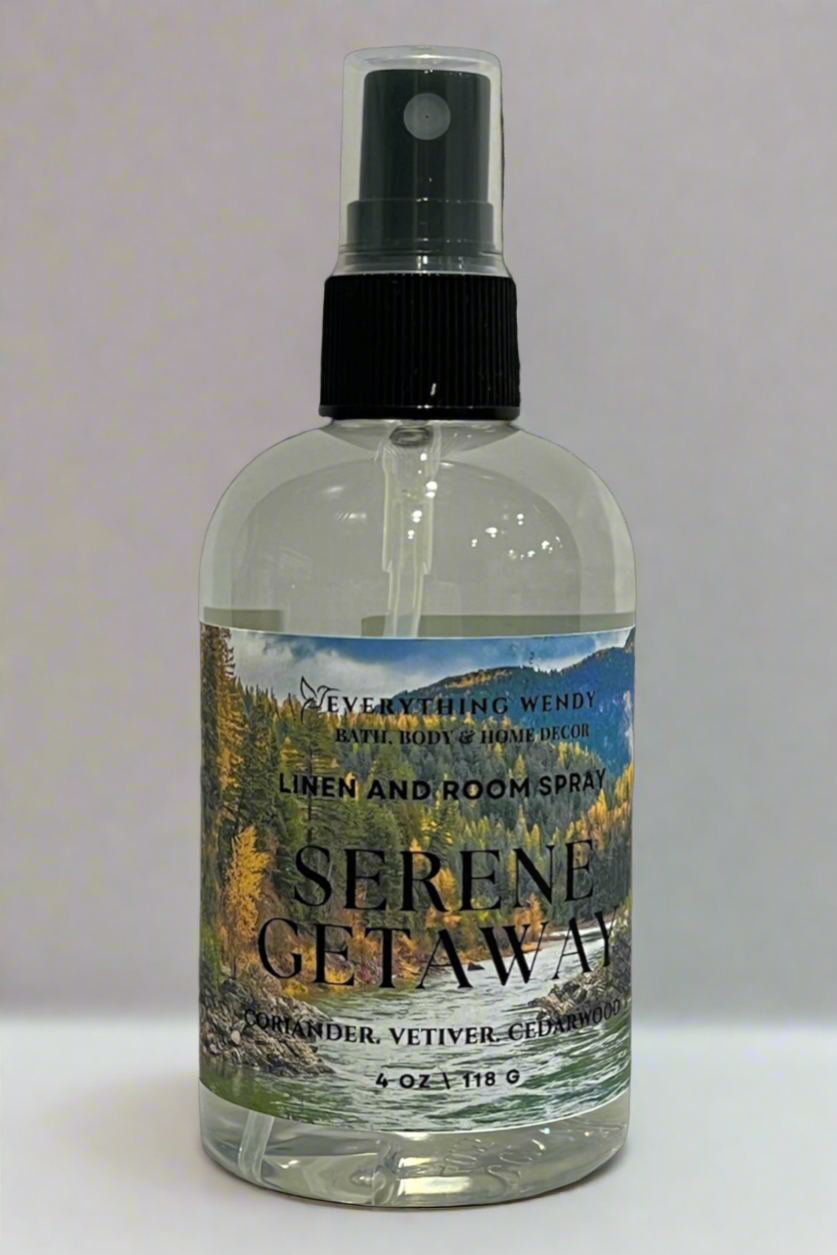 EVERYTHING WENDY
BATH, BODY & HOME DECOR
LINEN AND ROOM SPRAY
SERENE
GETAWAY
CORIANDER. VETIVER. CEDARWOOD
4 OZ \ 118 G